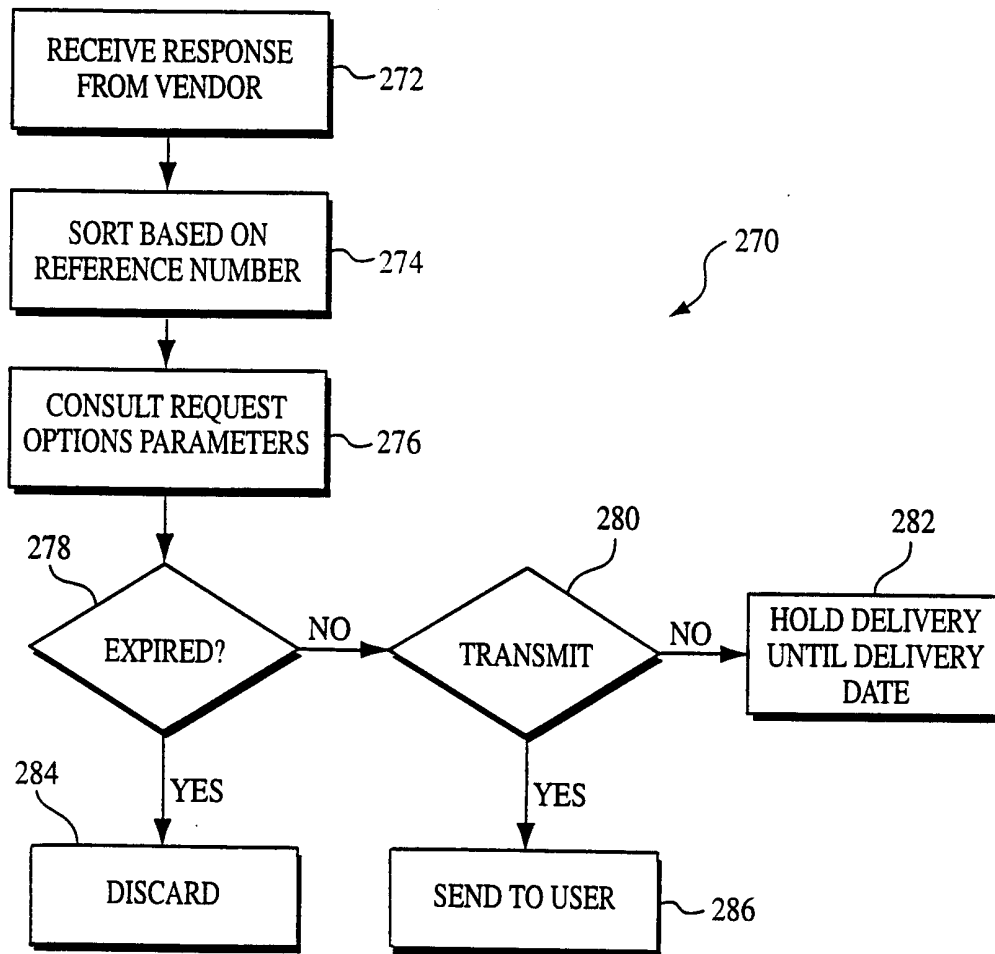 RECEIVE RESPONSE
FROM VENDOR
272
SORT BASED ON
REFERENCE NUMBER
274
270
CONSULT REQUEST
OPTIONS PARAMETERS
276
278
EXPIRED?
NO
280
TRANSMIT
NO
282
HOLD DELIVERY
UNTIL DELIVERY
DATE
284
YES
DISCARD
YES
SEND TO USER
286